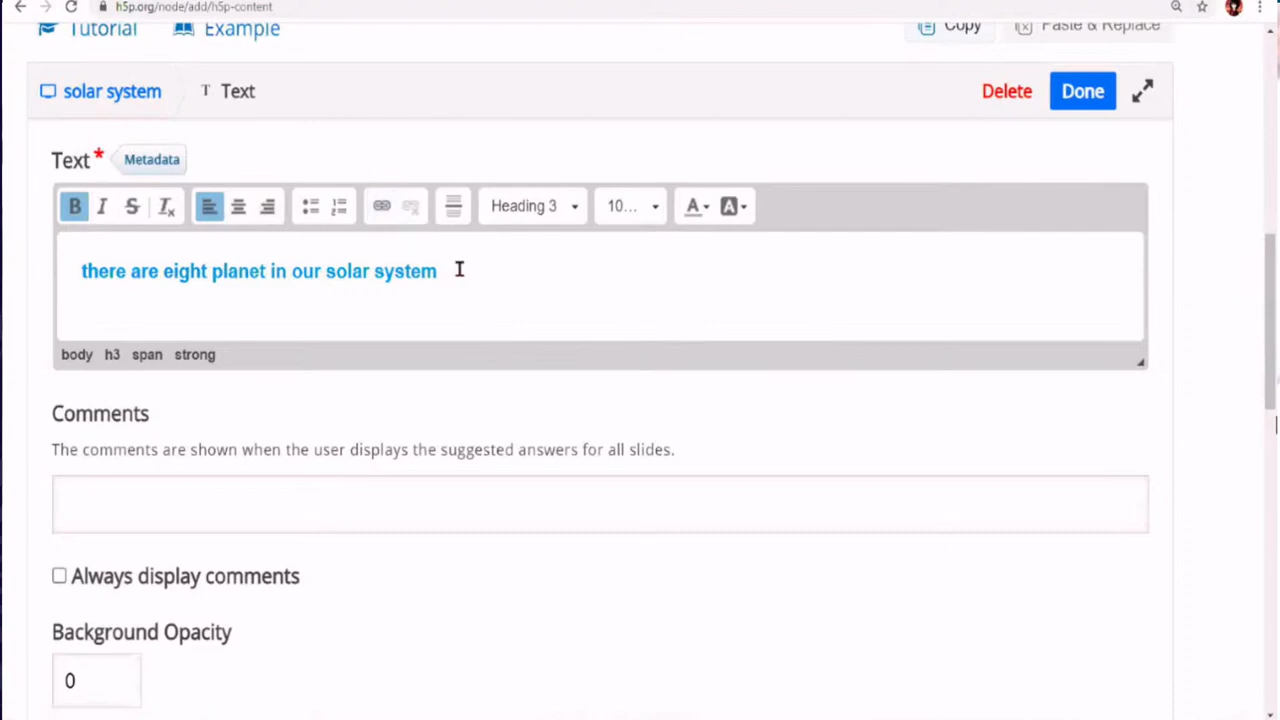 h5p.org/node/add/h5p-content
Tutorial Example Copy Paste & Replace
solar system T Text Delete Done
Text* Metadata
B I S Ix Heading 3 10... A A
there are eight planet in our solar system
body h3 span strong
Comments
The comments are shown when the user displays the suggested answers for all slides.
Always display comments
Background Opacity
0